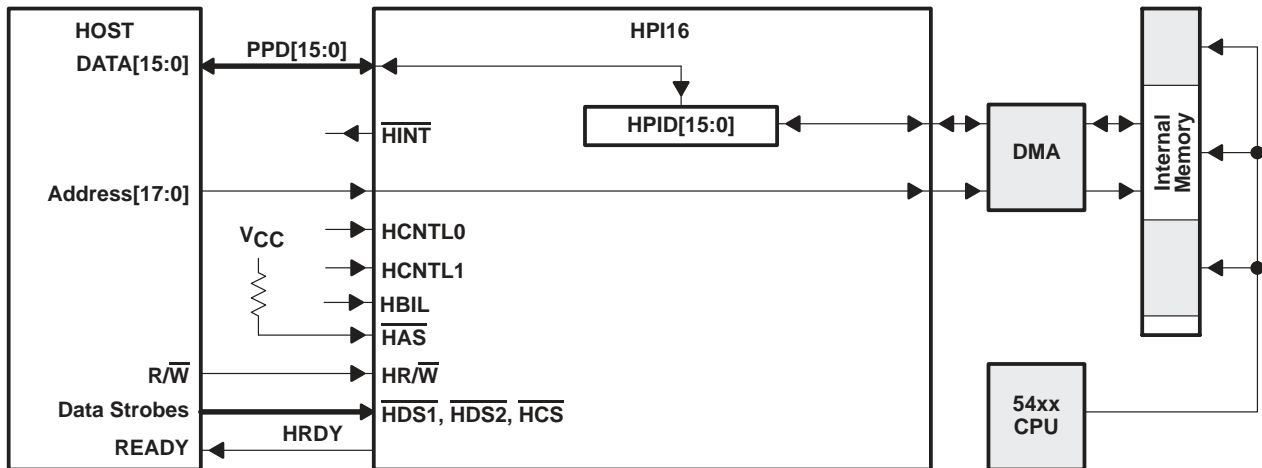 HOST
HPI16
PPD[15:0]
DATA[15:0]
HINT
HPID[15:0]
DMA
Internal
Memory
Address[17:0]
VCC
HCNTL0
HCNTL1
HBIL
HAS
R/W
HR/W
Data Strobes
HDS1, HDS2, HCS
READY
HRDY
54xx
CPU